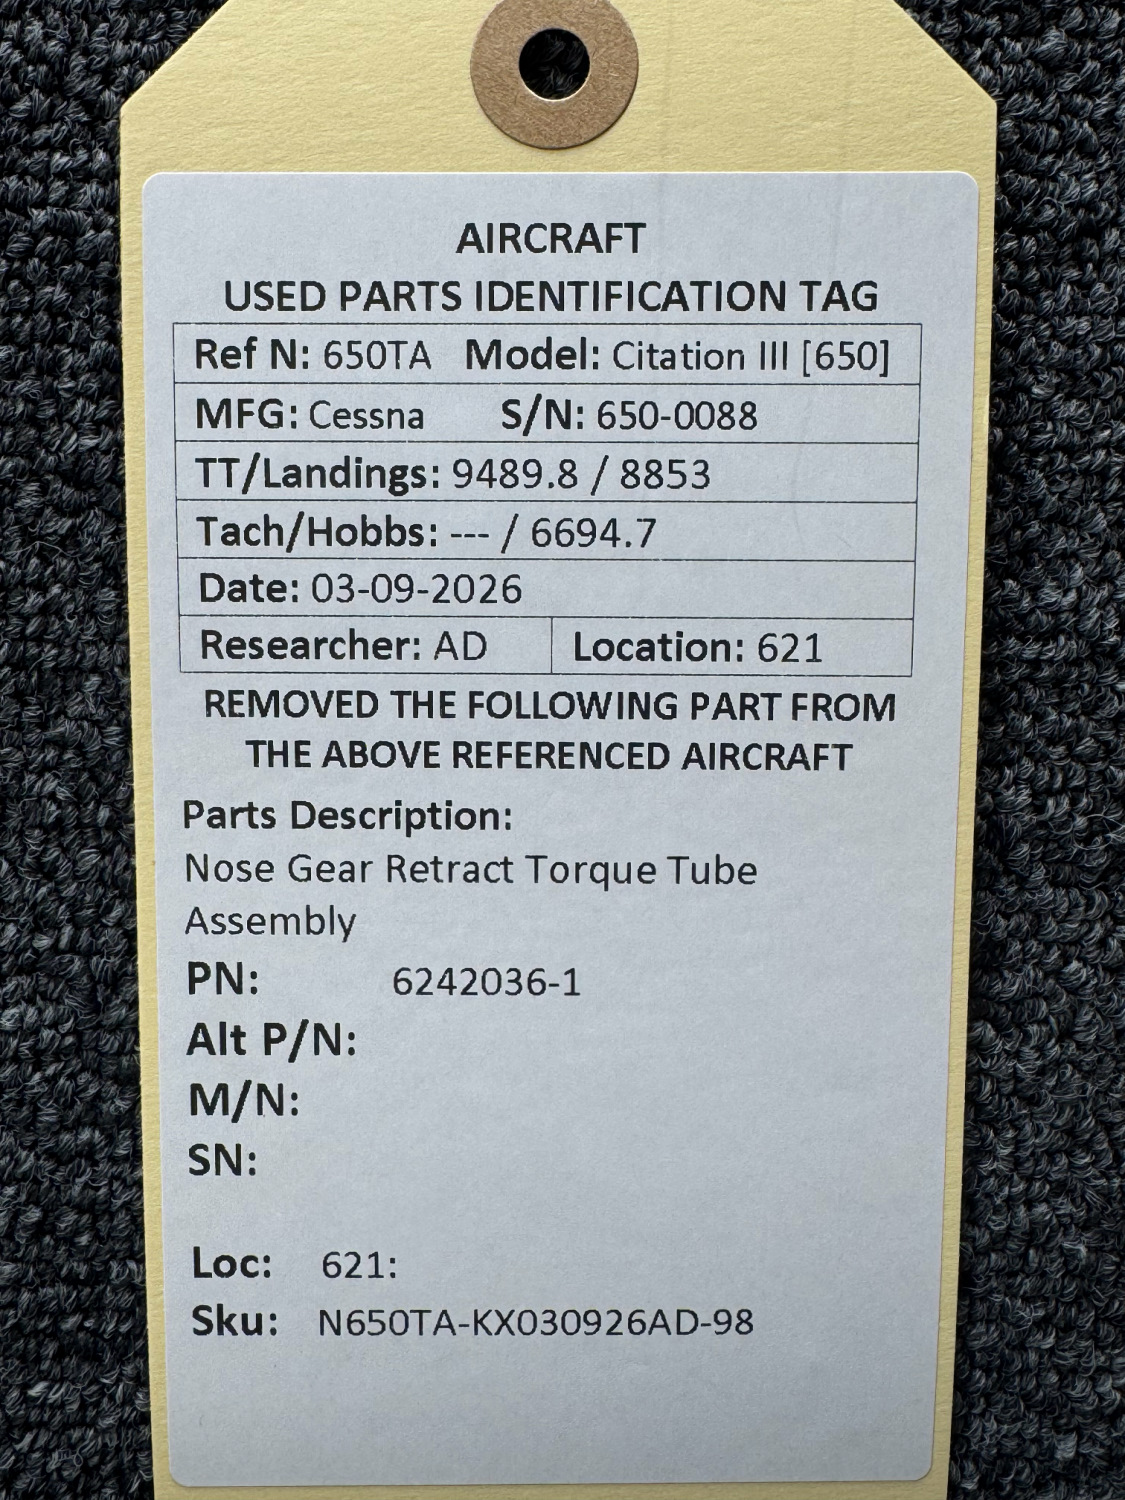 AIRCRAFT
USED PARTS IDENTIFICATION TAG
Ref N: 650TA Model: Citation III [650]
MFG: Cessna S/N: 650-0088
TT/Landings: 9489.8 / 8853
Tach/Hobbs: --- / 6694.7
Date: 03-09-2026
Researcher: AD Location: 621
REMOVED THE FOLLOWING PART FROM
THE ABOVE REFERENCED AIRCRAFT
Parts Description:
Nose Gear Retract Torque Tube
Assembly
PN: 6242036-1
Alt P/N:
M/N:
SN:
Loc: 621:
Sku: N650TA-KX030926AD-98